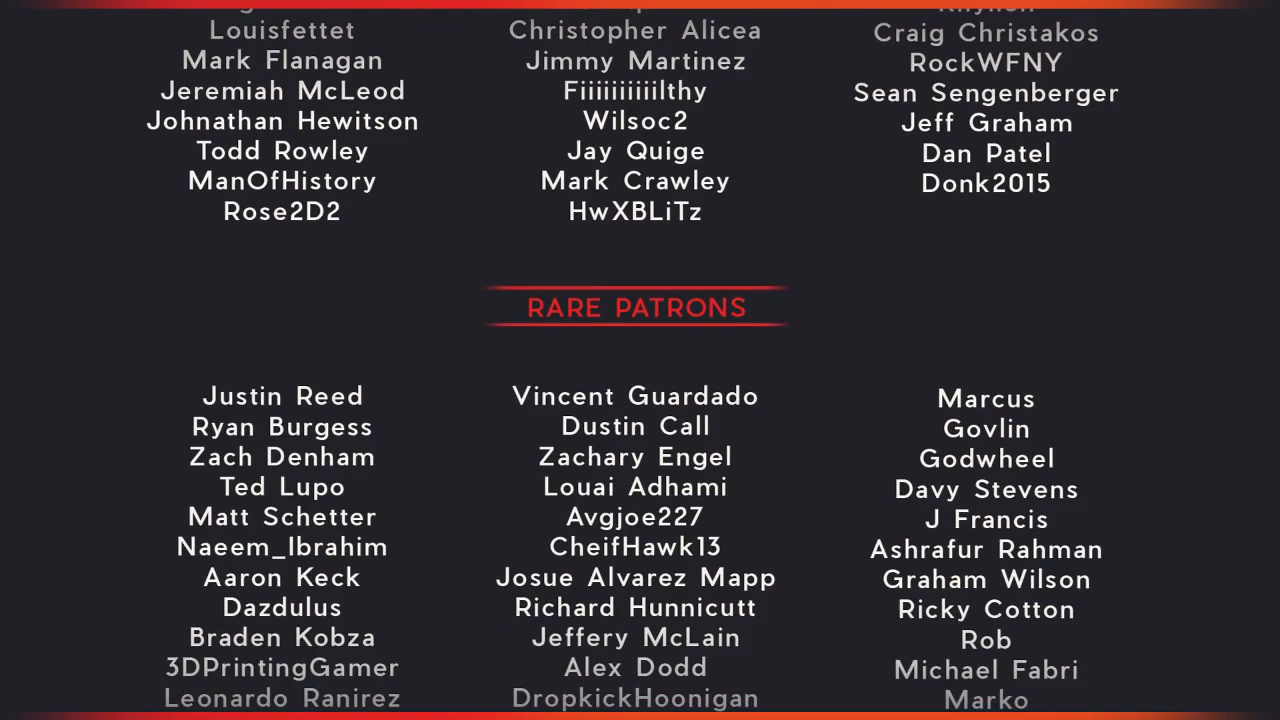 Louisfettet
Mark Flanagan
Jeremiah McLeod
Johnathan Hewitson
Todd Rowley
ManOfHistory
Rose2D2
Christopher Alicea
Jimmy Martinez
Fiiiiiiiiiilthy
Wilsoc2
Jay Quige
Mark Crawley
HwXBLiTz
Craig Christakos
RockWFNY
Sean Sengenberger
Jeff Graham
Dan Patel
Donk2015
RARE PATRONS
Justin Reed
Ryan Burgess
Zach Denham
Ted Lupo
Matt Schetter
Naeem_Ibrahim
Aaron Keck
Dazdulus
Braden Kobza
3DPrintingGamer
Leonardo Ranirez
Vincent Guardado
Dustin Call
Zachary Engel
Louai Adhami
Avgjoe227
CheifHawk13
Josue Alvarez Mapp
Richard Hunnicutt
Jeffery McLain
Alex Dodd
DropkickHoonigan
Marcus
Govlin
Godwheel
Davy Stevens
J Francis
Ashrafur Rahman
Graham Wilson
Ricky Cotton
Rob
Michael Fabri
Marko